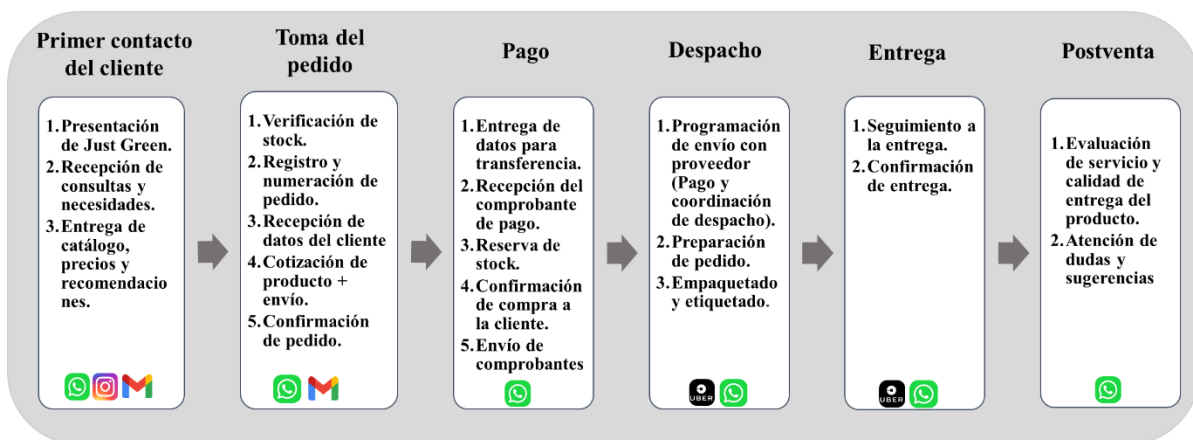 Primer contacto
del cliente
1.Presentación
de Just Green.
2.Recepción de
consultas y
necesidades.
3.Entrega de
catálogo,
precios y
recomendacio
nes.
Toma del
pedido
1.Verificación de
stock.
2.Registro y
numeración de
pedido.
3.Recepción de
datos del cliente
4.Cotización de
producto +
envío.
5.Confirmación
de pedido.
Pago
1.Entrega de
datos para
transferencia.
2.Recepción del
comprobante
de pago.
3.Reserva de
stock.
4.Confirmación
de compra a
la cliente.
5.Envío de
comprobantes
Despacho
1.Programación
de envío con
proveedor
(Pago y
coordinación
de despacho).
2.Preparación
de pedido.
3.Empaquetado
y etiquetado.
UBER
Entrega
1.Seguimiento a
la entrega.
2.Confirmación
de entrega.
UBER
Postventa
1.Evaluación
de servicio y
calidad de
entrega del
producto.
2.Atención de
dudas y
sugerencias